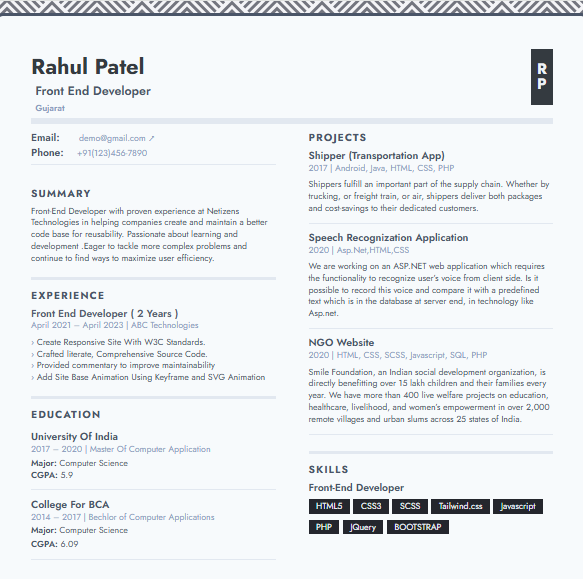 Rahul Patel
Front End Developer
Gujarat
R
P
Email: demo@gmail.com ↗
Phone: +91(123)456-7890
SUMMARY
Front-End Developer with proven experience at Netizens
Technologies in helping companies create and maintain a better
code base for reusability. Passionate about learning and
development .Eager to tackle more complex problems and
continue to find ways to maximize user efficiency.
EXPERIENCE
Front End Developer ( 2 Years )
April 2021 – April 2023 | ABC Technologies
› Create Responsive Site With W3C Standards.
› Crafted literate, Comprehensive Source Code.
› Provided commentary to improve maintainability
› Add Site Base Animation Using Keyframe and SVG Animation
EDUCATION
University Of India
2017 – 2020 | Master Of Computer Application
Major: Computer Science
CGPA: 5.9
College For BCA
2014 – 2017 | Bechlor of Computer Applications
Major: Computer Science
CGPA: 6.09
PROJECTS
Shipper (Transportation App)
2017 | Android, Java, HTML, CSS, PHP
Shippers fulfill an important part of the supply chain. Whether by
trucking, or freight train, or air, shippers deliver both packages
and cost-savings to their dedicated customers.
Speech Recognization Application
2020 | Asp.Net,HTML,CSS
We are working on an ASP.NET web application which requires
the functionality to recognize user's voice from client side. Is it
possible to record this voice and compare it with a predefined
text which is in the database at server end, in technology like
Asp.net.
NGO Website
2020 | HTML, CSS, SCSS, Javascript, SQL, PHP
Smile Foundation, an Indian social development organization, is
directly benefitting over 15 lakh children and their families every
year. We have more than 400 live welfare projects on education,
healthcare, livelihood, and women's empowerment in over 2,000
remote villages and urban slums across 25 states of India.
SKILLS
Front-End Developer
HTML5 CSS3 SCSS Tailwind.css Javascript
PHP JQuery BOOTSTRAP